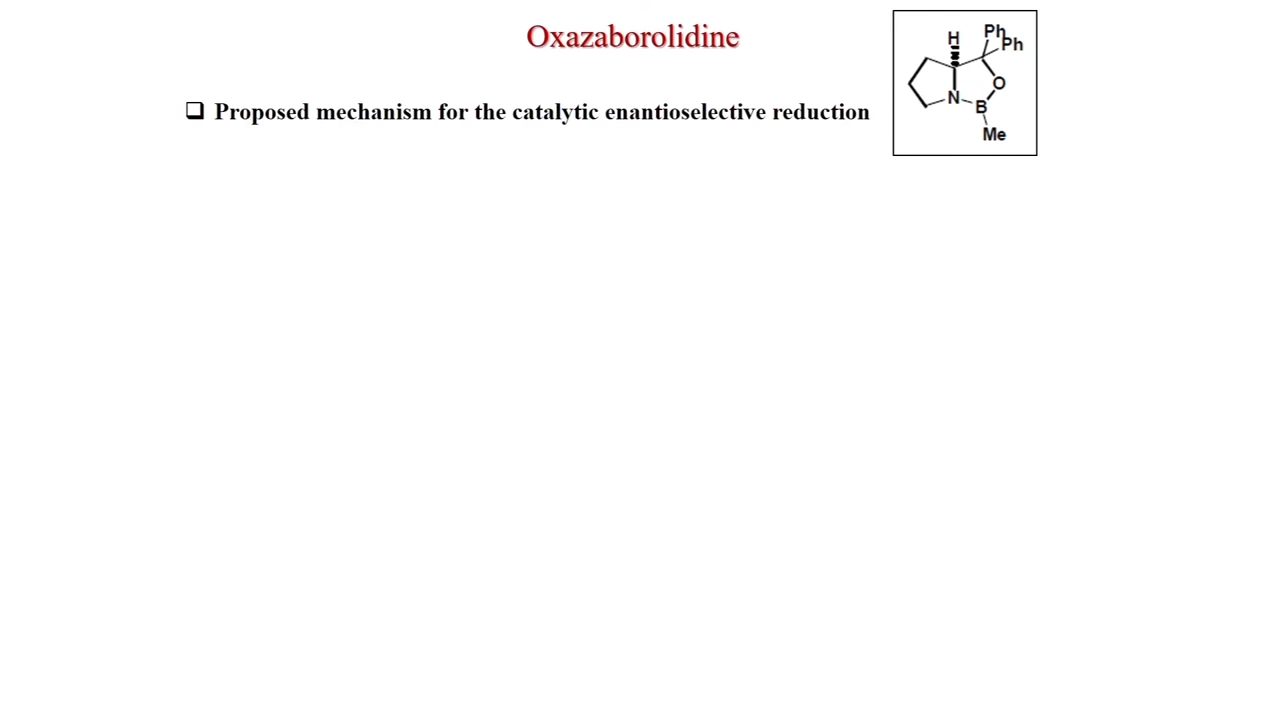 Oxazaborolidine
❑ Proposed mechanism for the catalytic enantioselective reduction
H Ph
Ph
O
N B
Me